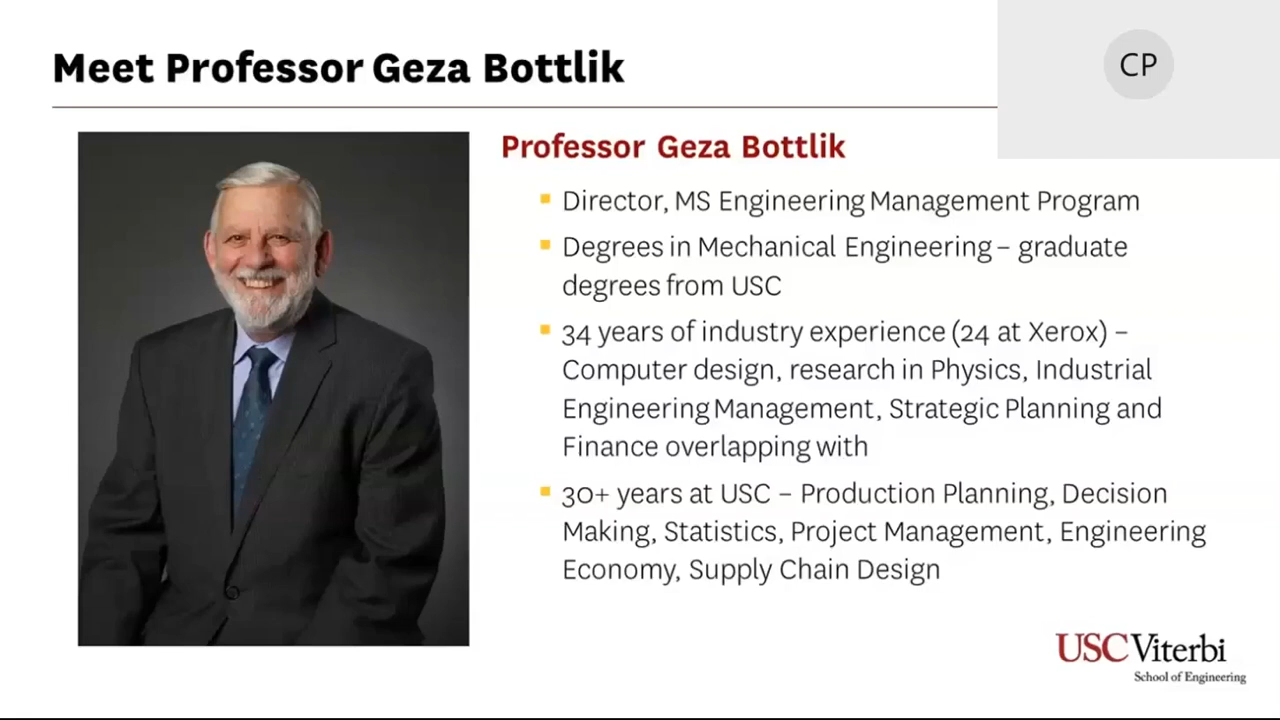 Meet Professor Geza Bottlik
CP
Professor Geza Bottlik
Director, MS Engineering Management Program
Degrees in Mechanical Engineering – graduate
degrees from USC
34 years of industry experience (24 at Xerox) –
Computer design, research in Physics, Industrial
Engineering Management, Strategic Planning and
Finance overlapping with
30+ years at USC – Production Planning, Decision
Making, Statistics, Project Management, Engineering
Economy, Supply Chain Design
USC Viterbi
School of Engineering